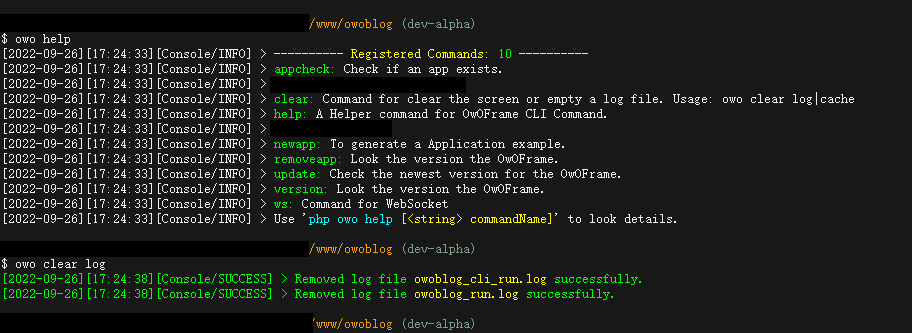 /www/owoblog (dev-alpha)
$ owo help
[2022-09-26][17:24:33][Console/INFO] > ---------- Registered Commands: 10 ----------
[2022-09-26][17:24:33][Console/INFO] > appcheck: Check if an app exists.
[2022-09-26][17:24:33][Console/INFO] >
[2022-09-26][17:24:33][Console/INFO] > clear: Command for clear the screen or empty a log file. Usage: owo clear log|cache
[2022-09-26][17:24:33][Console/INFO] > help: A Helper command for OwOFrame CLI Command.
[2022-09-26][17:24:33][Console/INFO] >
[2022-09-26][17:24:33][Console/INFO] > newapp: To generate a Application example.
[2022-09-26][17:24:33][Console/INFO] > removeapp: Look the version the OwOFrame.
[2022-09-26][17:24:33][Console/INFO] > update: Check the newest version for the OwOFrame.
[2022-09-26][17:24:33][Console/INFO] > version: Look the version the OwOFrame.
[2022-09-26][17:24:33][Console/INFO] > ws: Command for WebSocket
[2022-09-26][17:24:33][Console/INFO] > Use 'php owo help [<string> commandName]' to look details.
/www/owoblog (dev-alpha)
$ owo clear log
[2022-09-26][17:24:38][Console/SUCCESS] > Removed log file owoblog_cli_run.log successfully.
[2022-09-26][17:24:38][Console/SUCCESS] > Removed log file owoblog_run.log successfully.
/www/owoblog (dev-alpha)